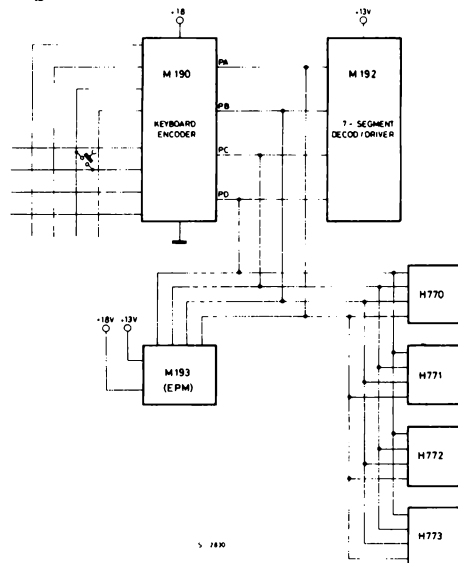 +18
+13V
M 190
PA
M 192
PB
KEYBOARD
ENCODER
7 - SEGMENT
DECOD / DRIVER
PC
PD
+18V
+13V
H770
M 193
(EPM)
H771
H772
H773